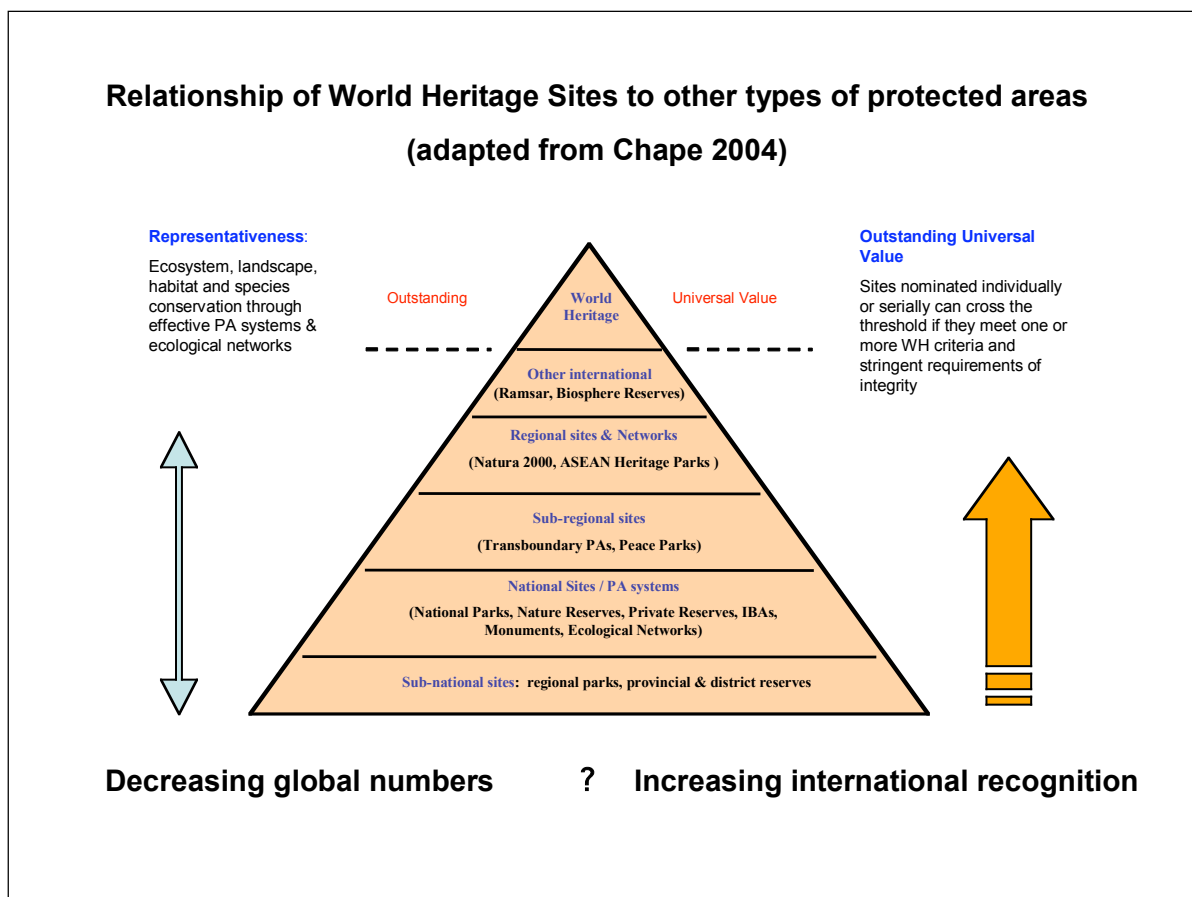 Relationship of World Heritage Sites to other types of protected areas
(adapted from Chape 2004)
Representativeness:
Ecosystem, landscape,
habitat and species
conservation through
effective PA systems &
ecological networks
Outstanding
World
Heritage
Universal Value
Outstanding Universal
Value
Sites nominated individually
or serially can cross the
threshold if they meet one or
more WH criteria and
stringent requirements of
integrity
Other international
(Ramsar, Biosphere Reserves)
Regional sites & Networks
(Natura 2000, ASEAN Heritage Parks )
Sub-regional sites
(Transboundary PAs, Peace Parks)
National Sites / PA systems
(National Parks, Nature Reserves, Private Reserves, IBAs,
Monuments, Ecological Networks)
Sub-national sites: regional parks, provincial & district reserves
Decreasing global numbers ? Increasing international recognition